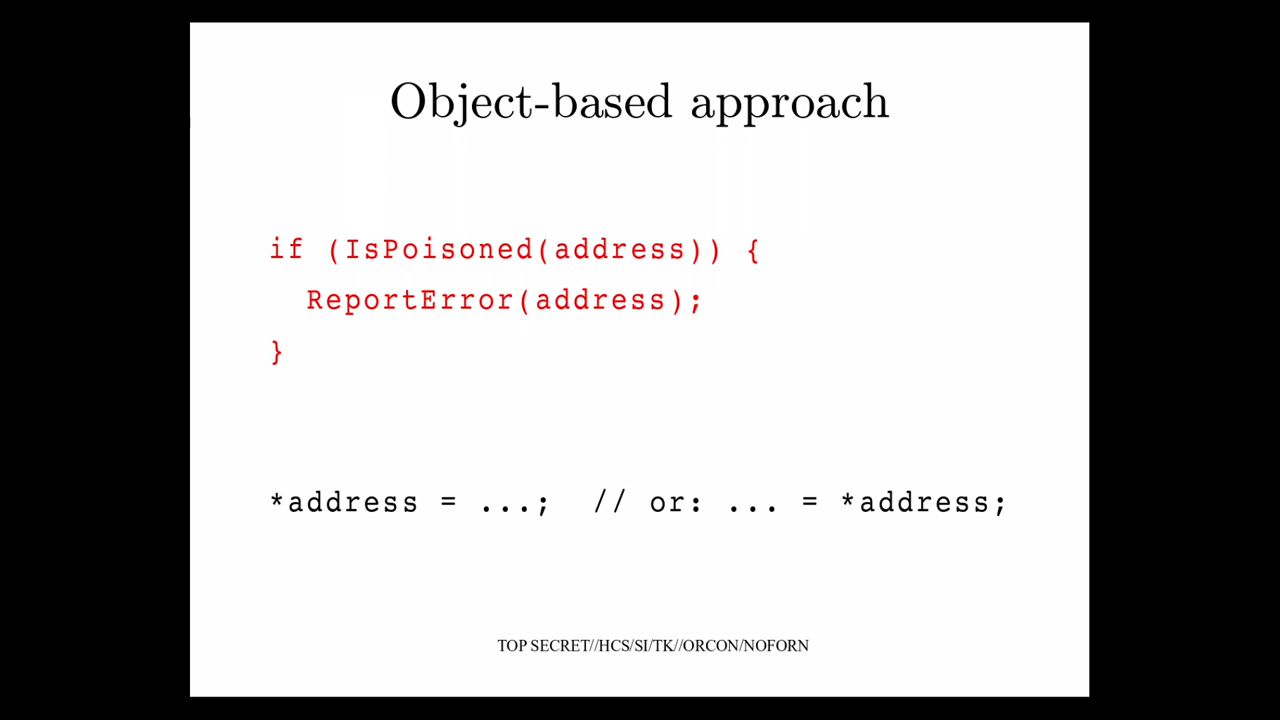 Object-based approach
if (IsPoisoned(address)) {
  ReportError(address);
}
*address = ...;  // or: ... = *address;
TOP SECRET//HCS/SI/TK//ORCON/NOFORN